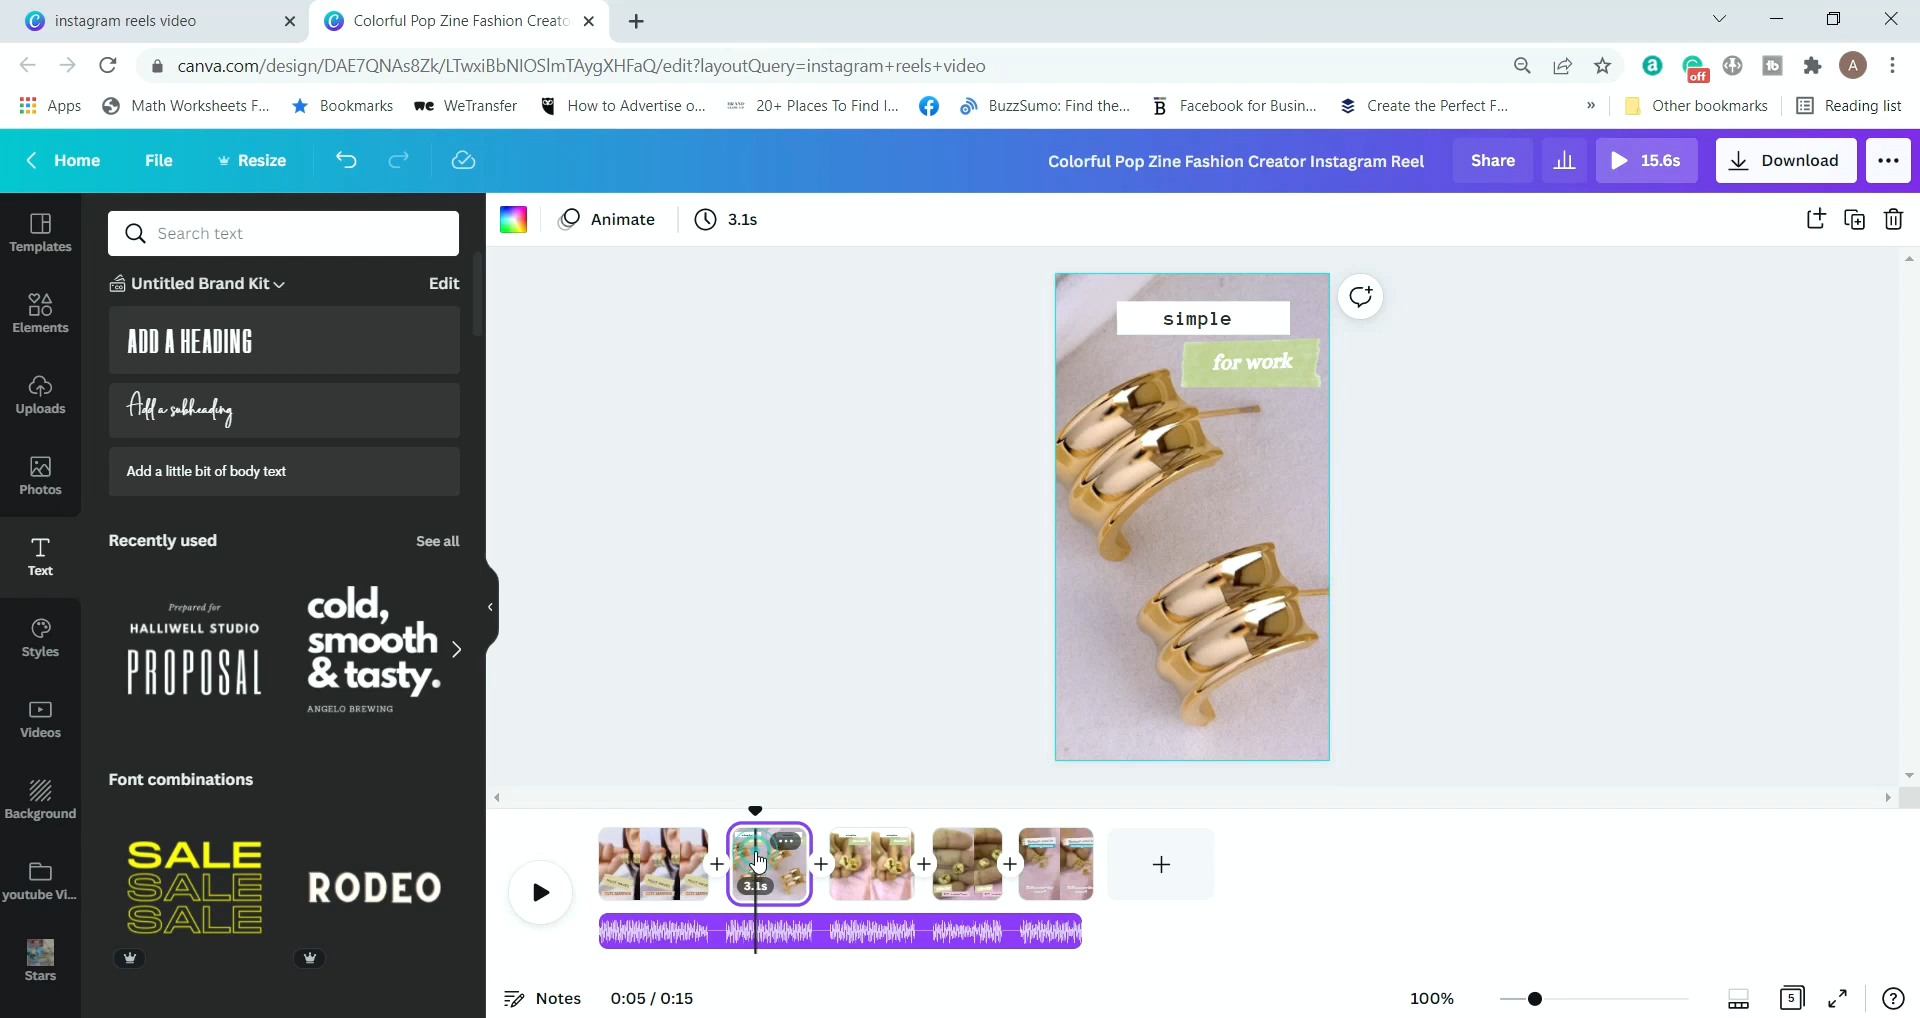 instagram reels video
Colorful Pop Zine Fashion Creato
canva.com/design/DAE7QNAs8Zk/LTwxiBbNIOSlmTAygXHFaQ/edit?layoutQuery=instagram+reels+video
off
A
Apps
Math Worksheets F...
Bookmarks
WeTransfer
How to Advertise o...
20+ Places To Find I...
BuzzSumo: Find the...
Facebook for Busin...
Create the Perfect F...
»
Other bookmarks
Reading list
Home
File
Resize
Colorful Pop Zine Fashion Creator Instagram Reel
Share
15.6s
Download
Templates
Elements
Uploads
Photos
Text
Styles
Videos
Background
youtube Vi...
Stars
Search text
Untitled Brand Kit
Edit
ADD A HEADING
Add a subheading
Add a little bit of body text
Recently used
See all
Prepared for
HALLIWELL STUDIO
PROPOSAL
cold,
smooth
& tasty.
ANGELO BREWING
Font combinations
SALE
SALE
SALE
RODEO
Animate
3.1s
simple
for work
3.1s
Notes
0:05 / 0:15
100%
5